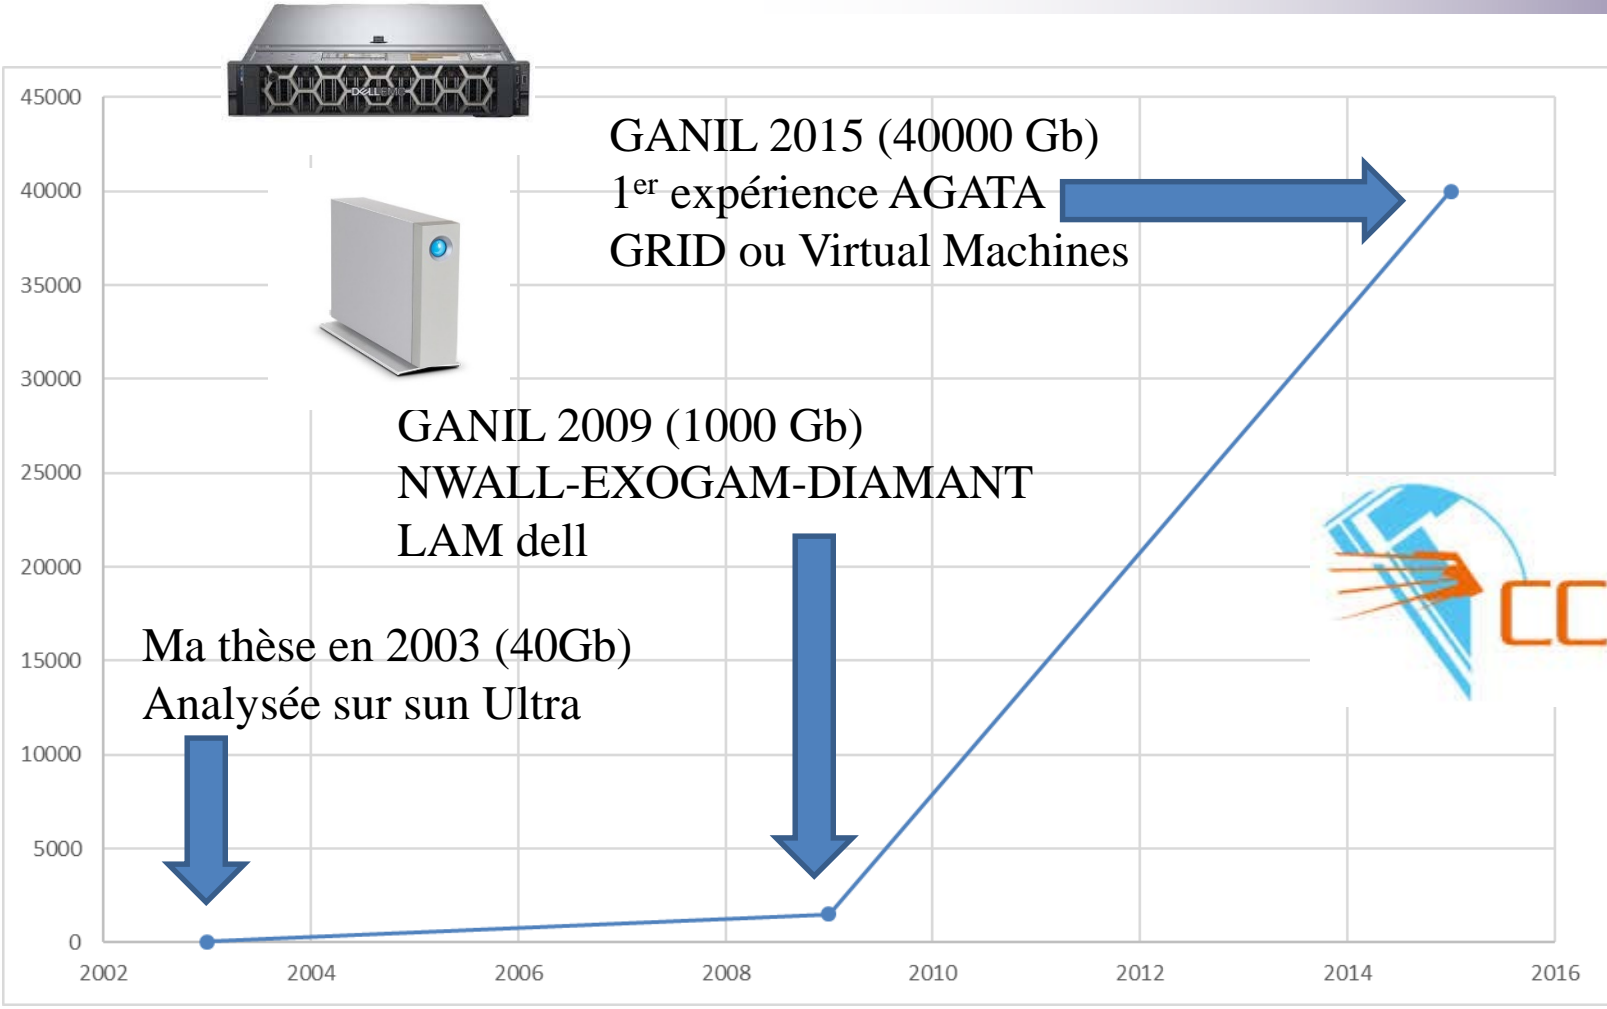 DELL EMC
45000
40000
35000
30000
25000
20000
15000
10000
5000
0
GANIL 2015 (40000 Gb)
1er expérience AGATA
GRID ou Virtual Machines
GANIL 2009 (1000 Gb)
NWALL-EXOGAM-DIAMANT
LAM dell
Ma thèse en 2003 (40Gb)
Analysée sur sun Ultra
CC
2002 2004 2006 2008 2010 2012 2014 2016